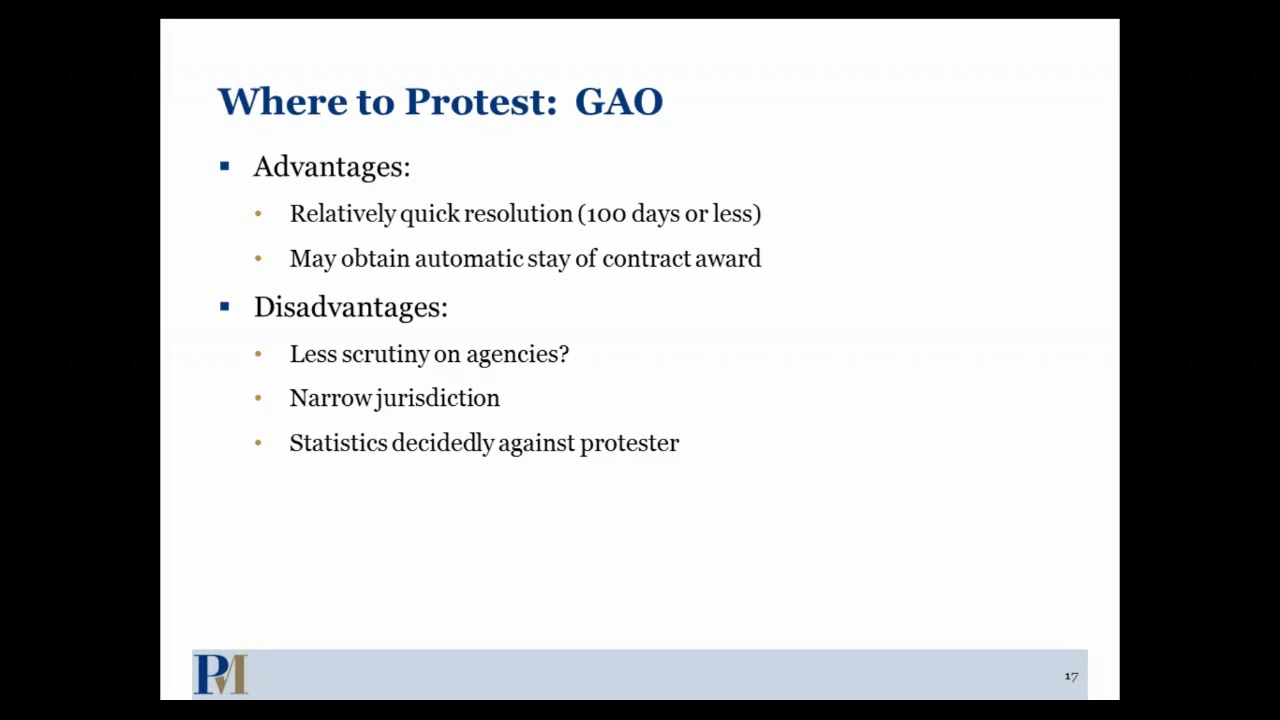 Where to Protest: GAO
Advantages:
Relatively quick resolution (100 days or less)
May obtain automatic stay of contract award
Disadvantages:
Less scrutiny on agencies?
Narrow jurisdiction
Statistics decidedly against protester
PM
17